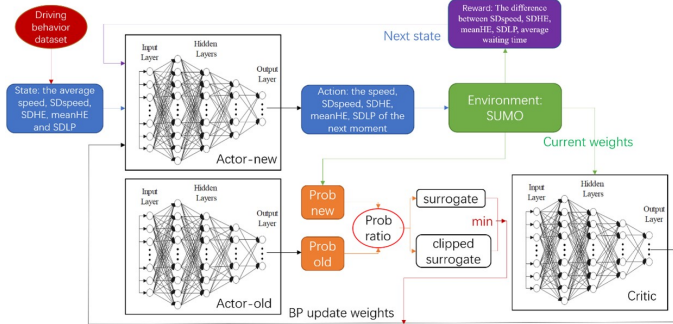 Driving
behavior
dataset
Reward: The difference
between SDspeed, SDHE,
meanHE, SDLP, average
waiting time
Next state
Input
Layer
Hidden
Layers
Output
Layer
State: the average
speed, SDspeed,
SDHE, meanHE
and SDLP
Action: the speed,
SDspeed, SDHE,
meanHE, SDLP of the
next moment
Environment:
SUMO
Actor-new
Current weights
Input
Layer
Hidden
Layers
Output
Layer
Prob
new
Prob
old
Prob
ratio
surrogate
min
clipped
surrogate
Input
Layer
Hidden
Layers
Output
Layer
Actor-old
BP update weights
Critic